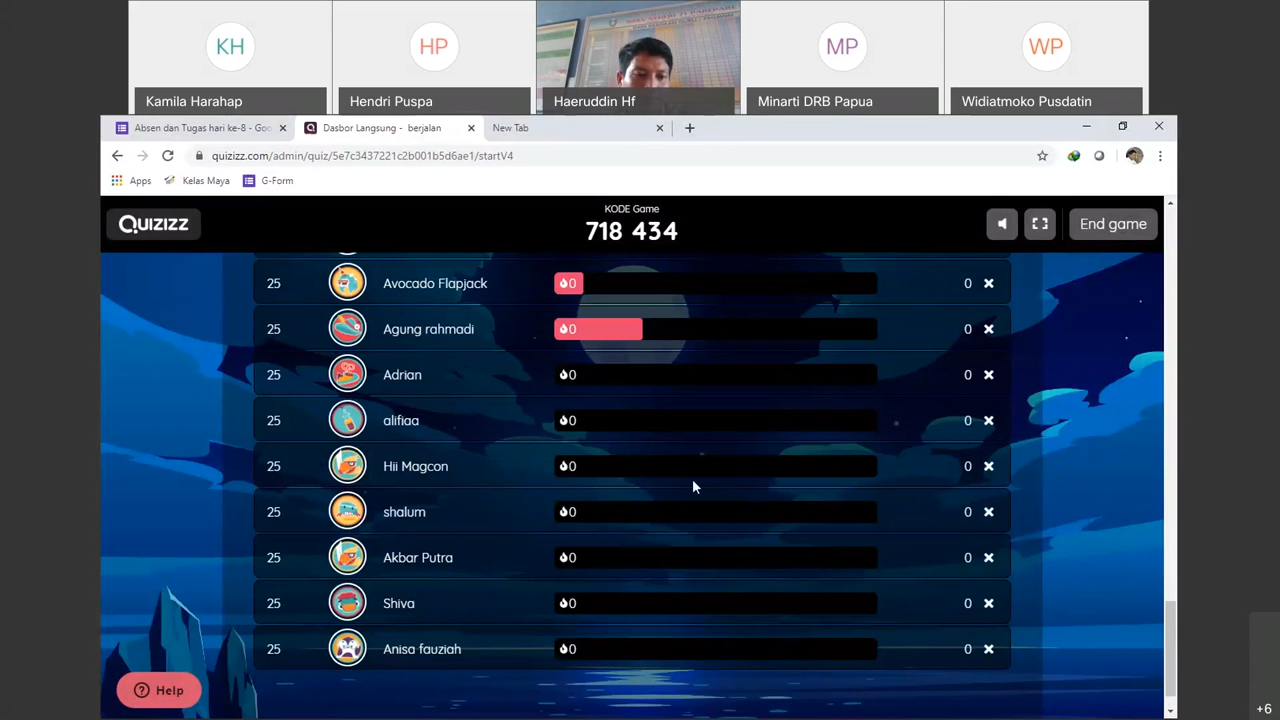 KH
HP
MP
WP
Kamila Harahap
Hendri Puspa
Haeruddin Hf
Minarti DRB Papua
Widiatmoko Pusdatin
Absen dan Tugas hari ke-8 - Goo
Dasbor Langsung - berjalan
New Tab
quizizz.com/admin/quiz/5e7c3437221c2b001b5d6ae1/startV4
Apps
Kelas Maya
G-Form
QUIZIZZ
KODE Game
718 434
End game
25 Avocado Flapjack 0 0
25 Agung rahmadi 0 0
25 Adrian 0 0
25 alifiaa 0 0
25 Hii Magcon 0 0
25 shalum 0 0
25 Akbar Putra 0 0
25 Shiva 0 0
25 Anisa fauziah 0 0
Help
+6